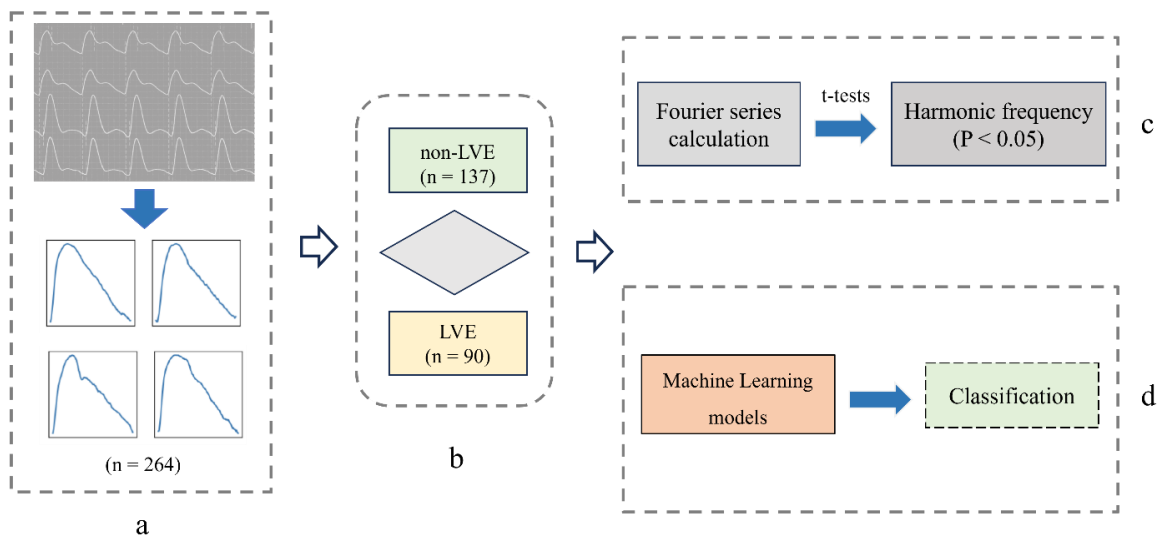 (n = 264)
a
non-LVE
(n = 137)
LVE
(n = 90)
b
Fourier series
calculation
t-tests
Harmonic frequency
(P < 0.05)
c
Machine Learning
models
Classification
d